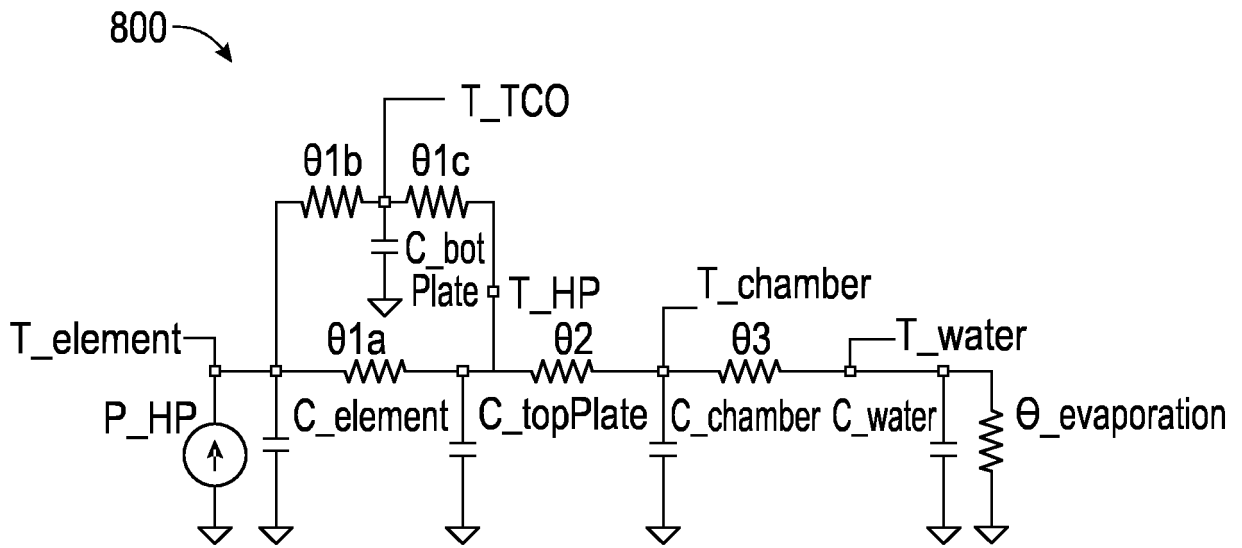 800
T_TCO
θ1b
θ1c
C_bot
Plate
T_HP
T_chamber
T_element
θ1a
θ2
θ3
T_water
P_HP
C_element
C_topPlate
C_chamber
C_water
Θ_evaporation